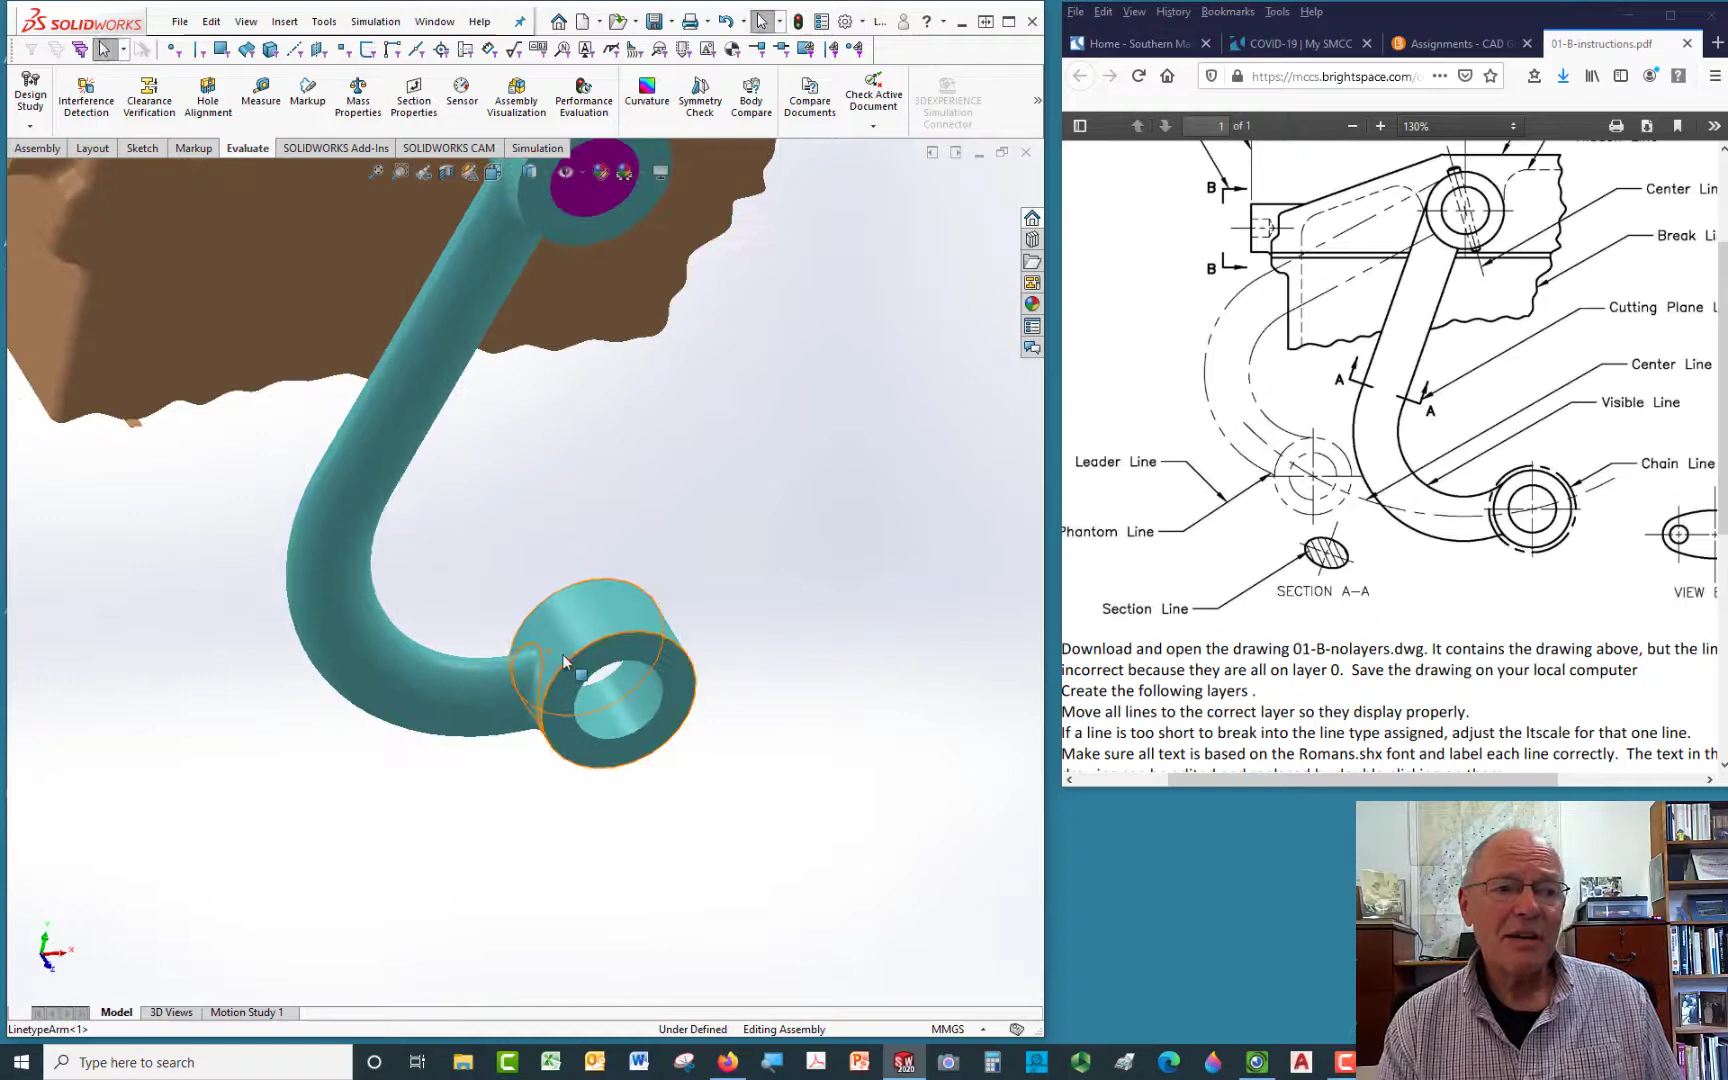 SOLIDWORKS
File Edit View Insert Tools Simulation Window Help
L...
Design Study
Interference Detection
Clearance Verification
Hole Alignment
Measure
Markup
Mass Properties
Section Properties
Sensor
Assembly Visualization
Performance Evaluation
Curvature
Symmetry Check
Body Compare
Compare Documents
Check Active Document
3DEXPERIENCE Simulation Connector
Assembly Layout Sketch Markup Evaluate SOLIDWORKS Add-Ins SOLIDWORKS CAM Simulation
Model 3D Views Motion Study 1
LinetypeArm<1>
Under Defined Editing Assembly MMGS
File Edit View History Bookmarks Tools Help
Home - Southern Ma
COVID-19 | My SMCC
Assignments - CAD G
01-B-instructions.pdf
https://mccs.brightspace.com/
1 of 1
130%
B
B
Center Lin
Break Li
Cutting Plane L
Center Line
A
A
Visible Line
Leader Line
Chain Line
Phantom Line
SECTION A-A
VIEW
Section Line
Download and open the drawing 01-B-nolayers.dwg. It contains the drawing above, but the lin
incorrect because they are all on layer 0. Save the drawing on your local computer
Create the following layers .
Move all lines to the correct layer so they display properly.
If a line is too short to break into the line type assigned, adjust the ltscale for that one line.
Make sure all text is based on the Romans.shx font and label each line correctly. The text in th
Type here to search